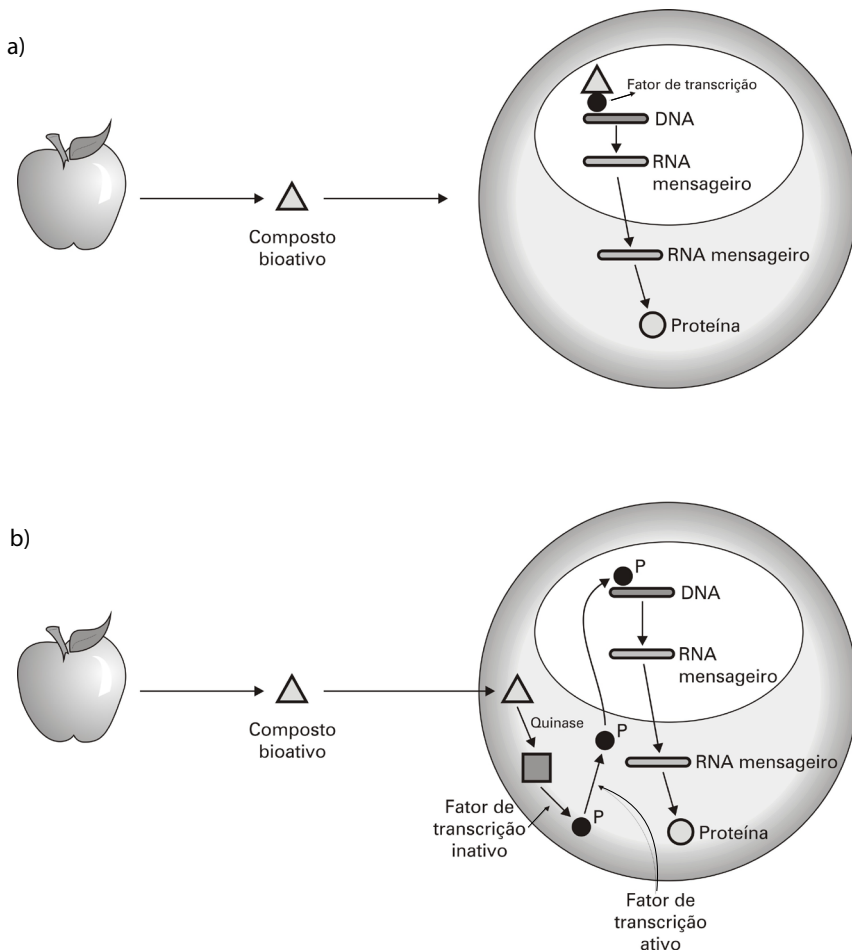 a)
Fator de transcrição
DNA
RNA
mensageiro
Composto
bioativo
RNA mensageiro
Proteína
b)
P
DNA
RNA
mensageiro
Composto
bioativo
Quinase
P
RNA mensageiro
Fator de
transcrição
inativo
P
Proteína
Fator de
transcrição
ativo